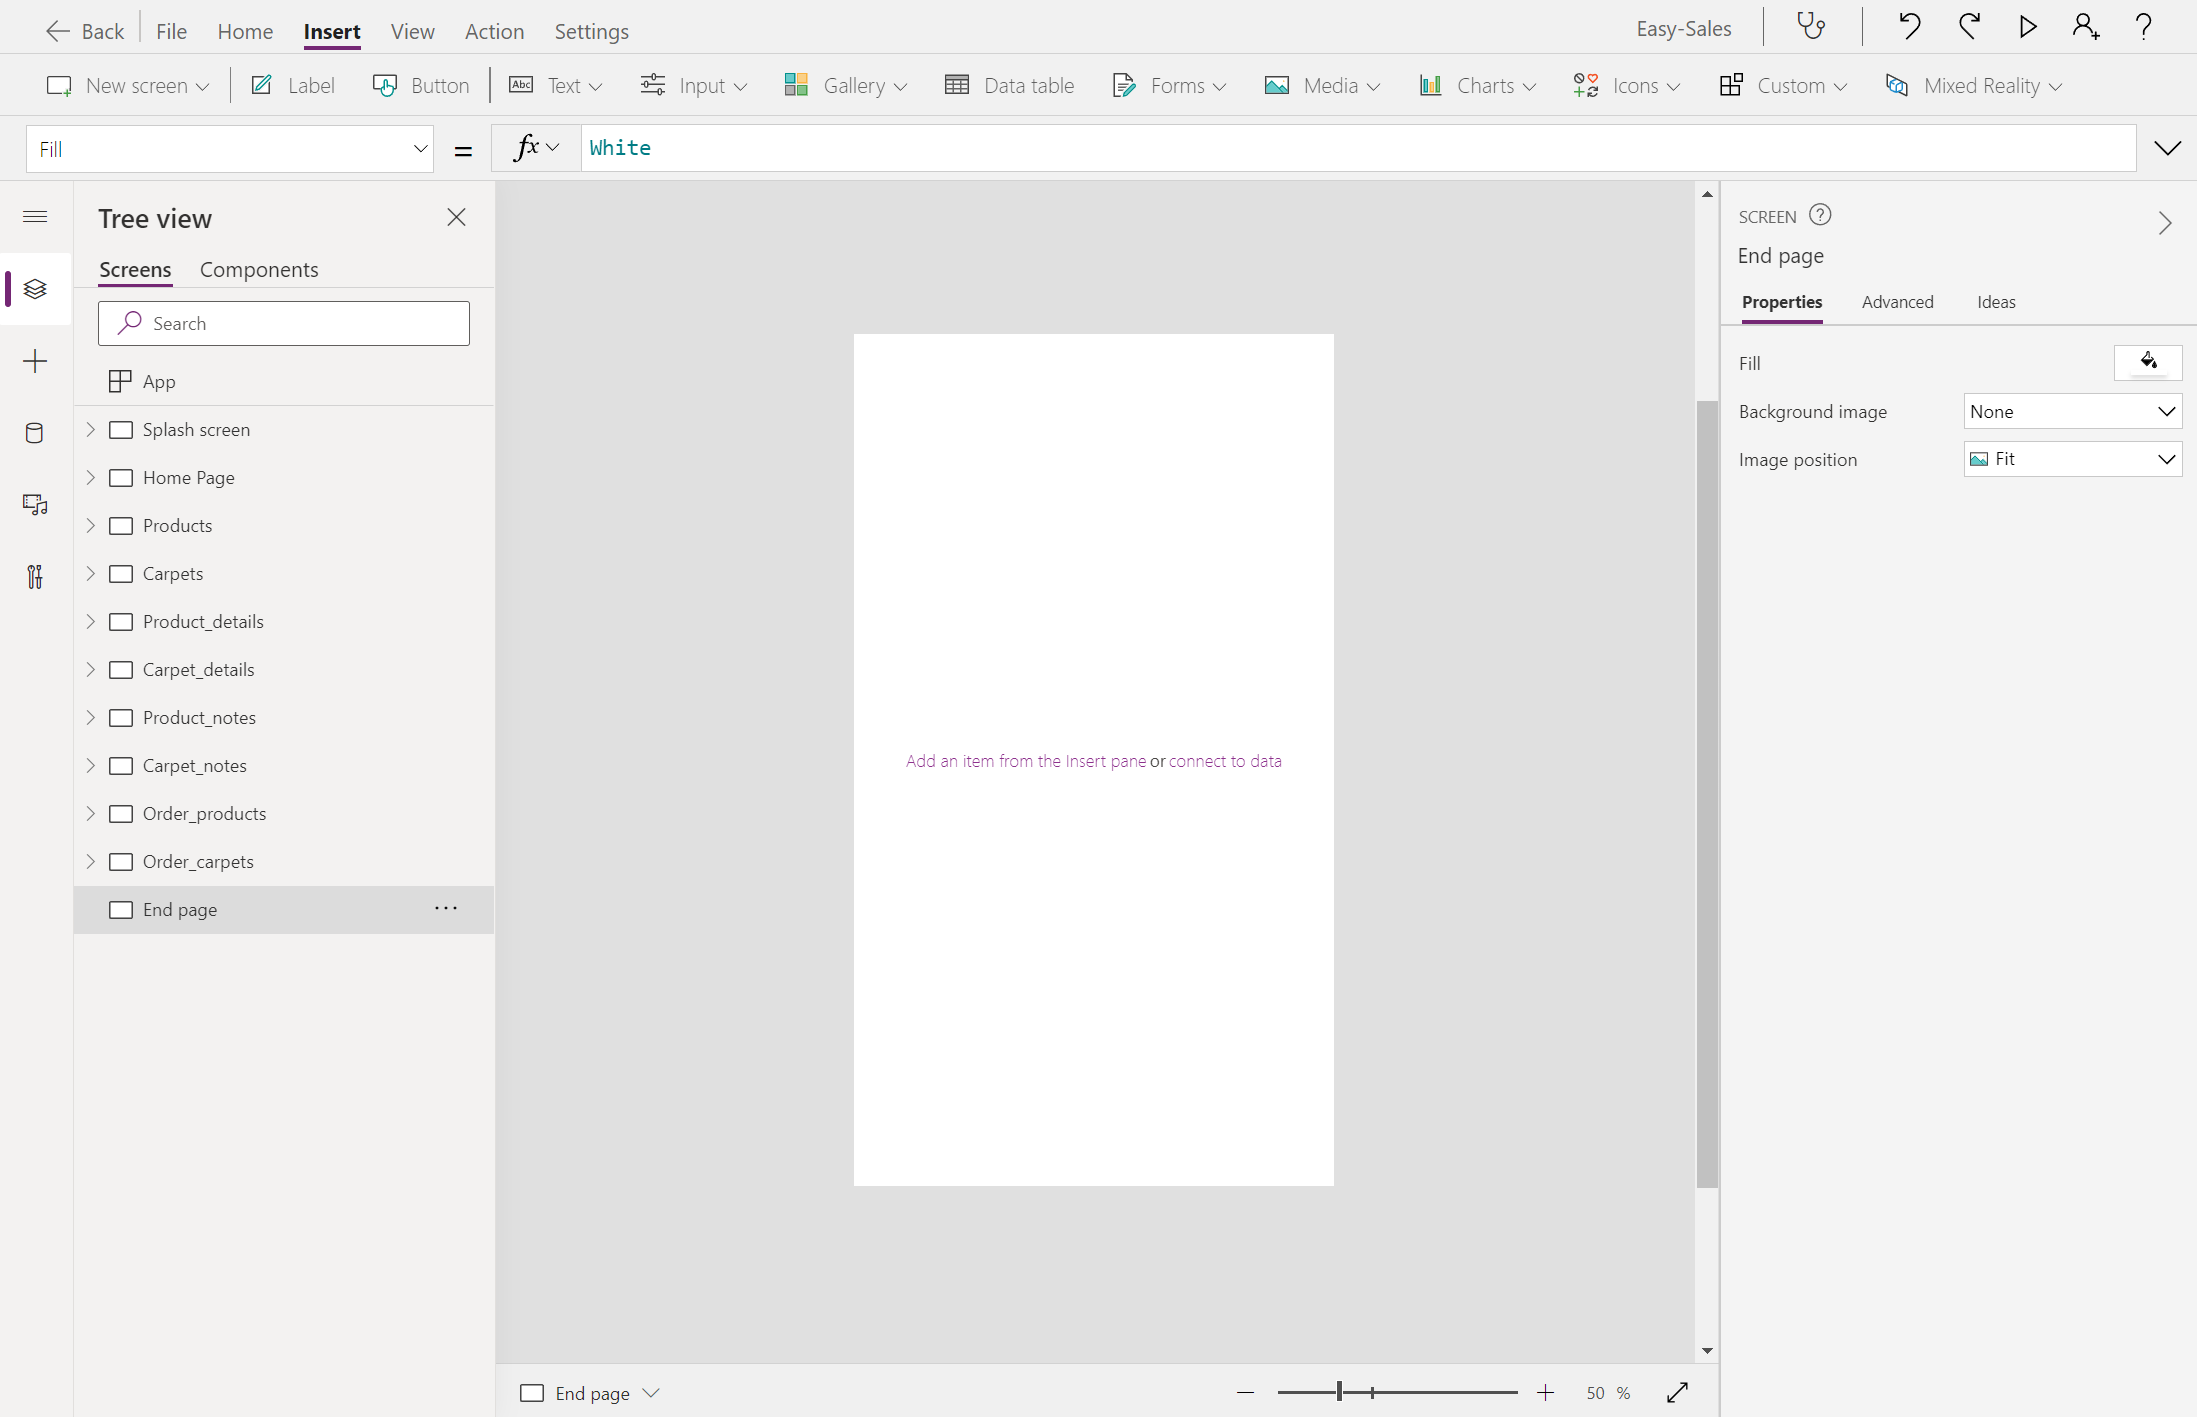 Back File Home Insert View Action Settings Easy-Sales
New screen Label Button Abc Text Input Gallery Data table Forms Media Charts Icons Custom Mixed Reality
Fill = fx White
Tree view
Screens Components
Search
App
Splash screen
Home Page
Products
Carpets
Product_details
Carpet_details
Product_notes
Carpet_notes
Order_products
Order_carpets
End page ...
Add an item from the Insert pane or connect to data
End page 50 %
SCREEN ?
End page
Properties Advanced Ideas
Fill
Background image None
Image position Fit